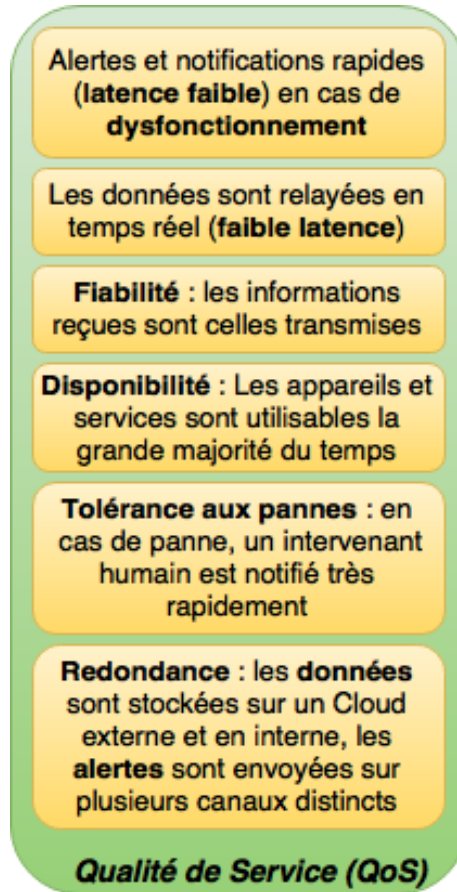 Alertes et notifications rapides
(latence faible) en cas de
dysfonctionnement
Les données sont relayées en
temps réel (faible latence)
Fiabilité : les informations
reçues sont celles transmises
Disponibilité : Les appareils et
services sont utilisables la
grande majorité du temps
Tolérance aux pannes : en
cas de panne, un intervenant
humain est notifié très
rapidement
Redondance : les données
sont stockées sur un Cloud
externe et en interne, les
alertes sont envoyées sur
plusieurs canaux distincts
Qualité de Service (QoS)